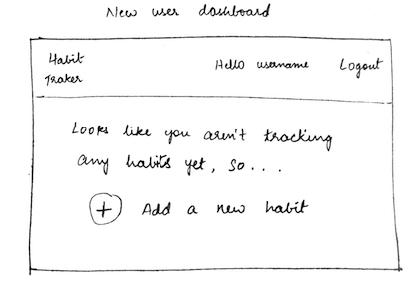 New user dashboard
Habit Hello username Logout
Traker
Looks like you aren't tracking
any habits yet, so...
+ Add a new habit